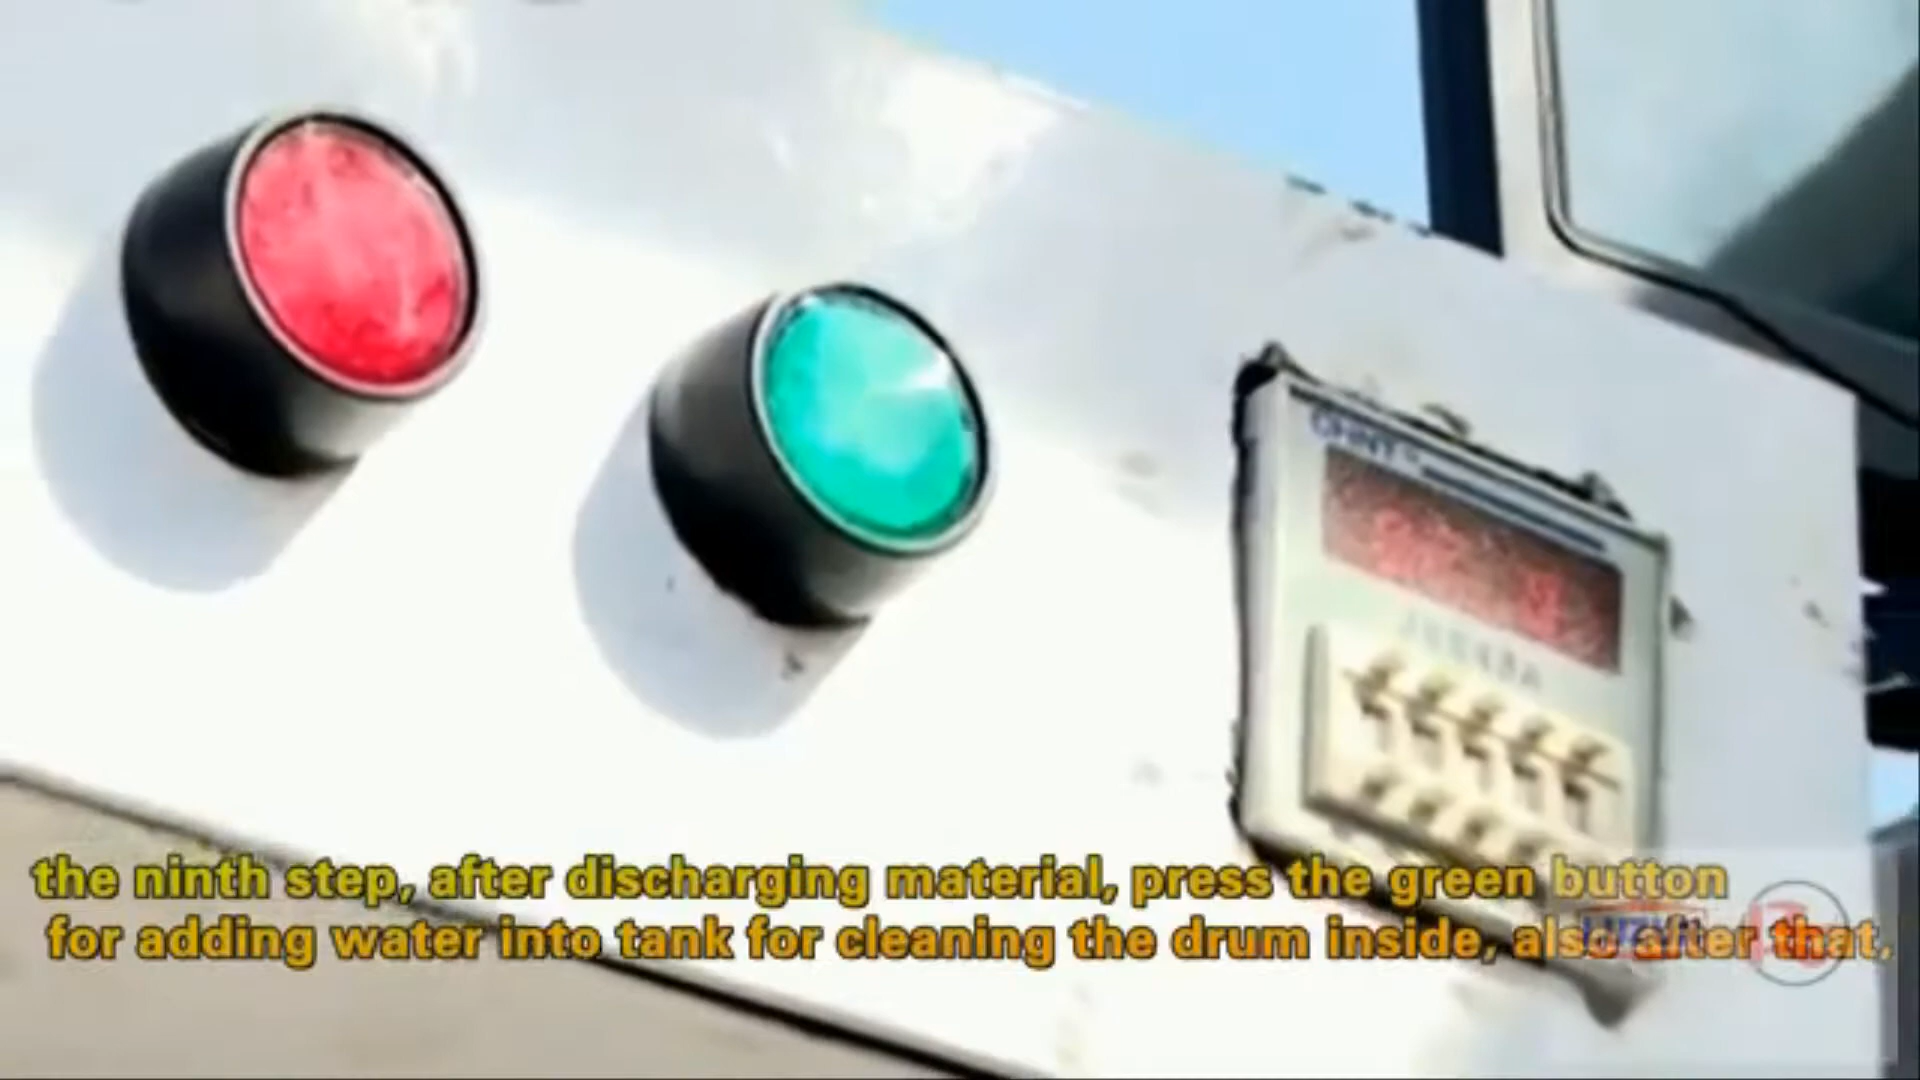 CHNT
the ninth step, after discharging material, press the green button
for adding water into tank for cleaning the drum inside, also after that,